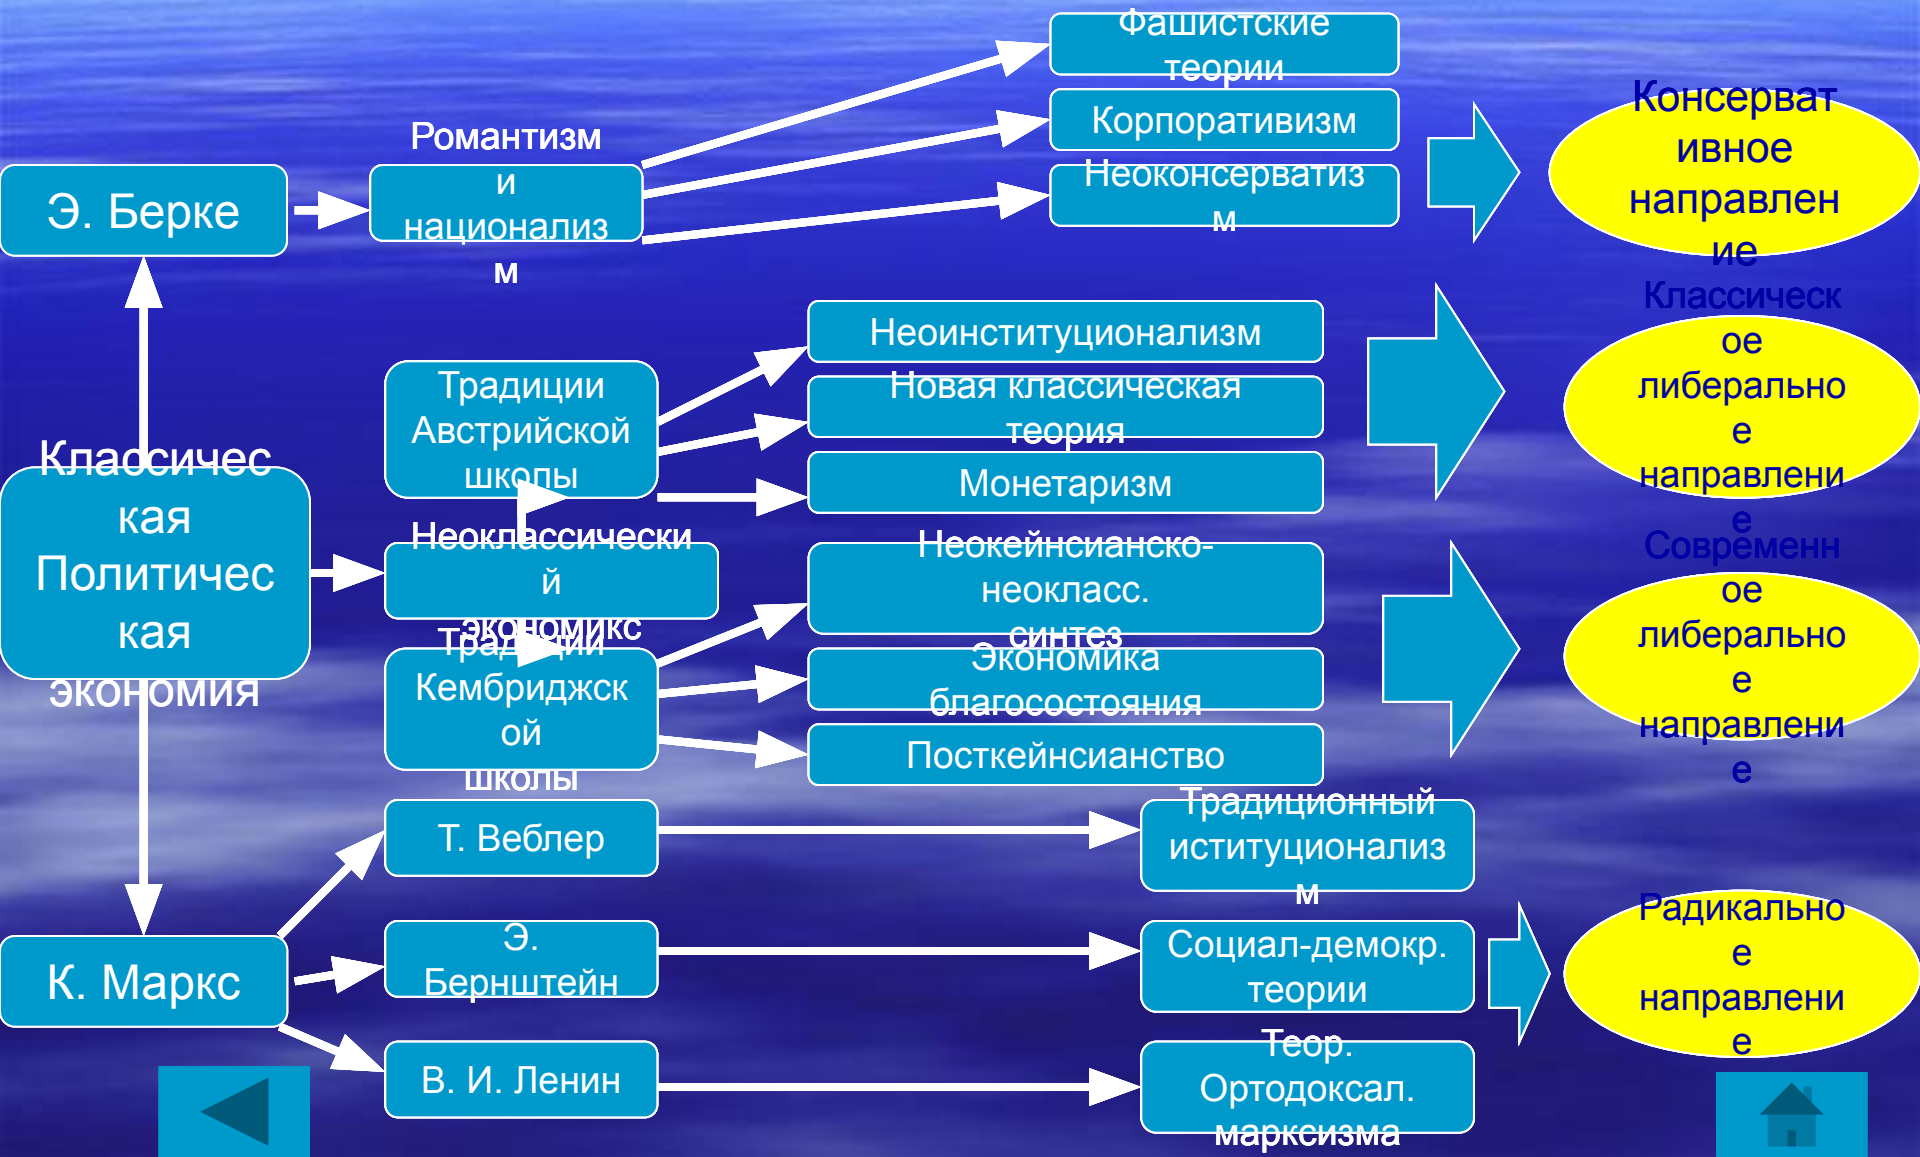 Фашистские
теории
Корпоративизм
Неоконсерватиз
м
Консерват
ивное
направлен
ие
Романтизм
и
национализ
м
Э. Берке
Классическ
ое
либерально
е
направлени
е
Неоинституционализм
Новая классическая
теория
Монетаризм
Традиции
Австрийской
школы
Классичес
кая
Политичес
кая
экономия
Неоклассически
й
экономикс
Неокейнсианско-
неокласс.
синтез
Современн
ое
либерально
е
направлени
е
Традиции
Кембриджск
ой
школы
Экономика
благосостояния
Посткейнсианство
Т. Веблер
Традиционный
иституционализ
м
К. Маркс
Э.
Бернштейн
Социал-демокр.
теории
Радикально
е
направлени
е
В. И. Ленин
Теор.
Ортодоксал.
марксизма